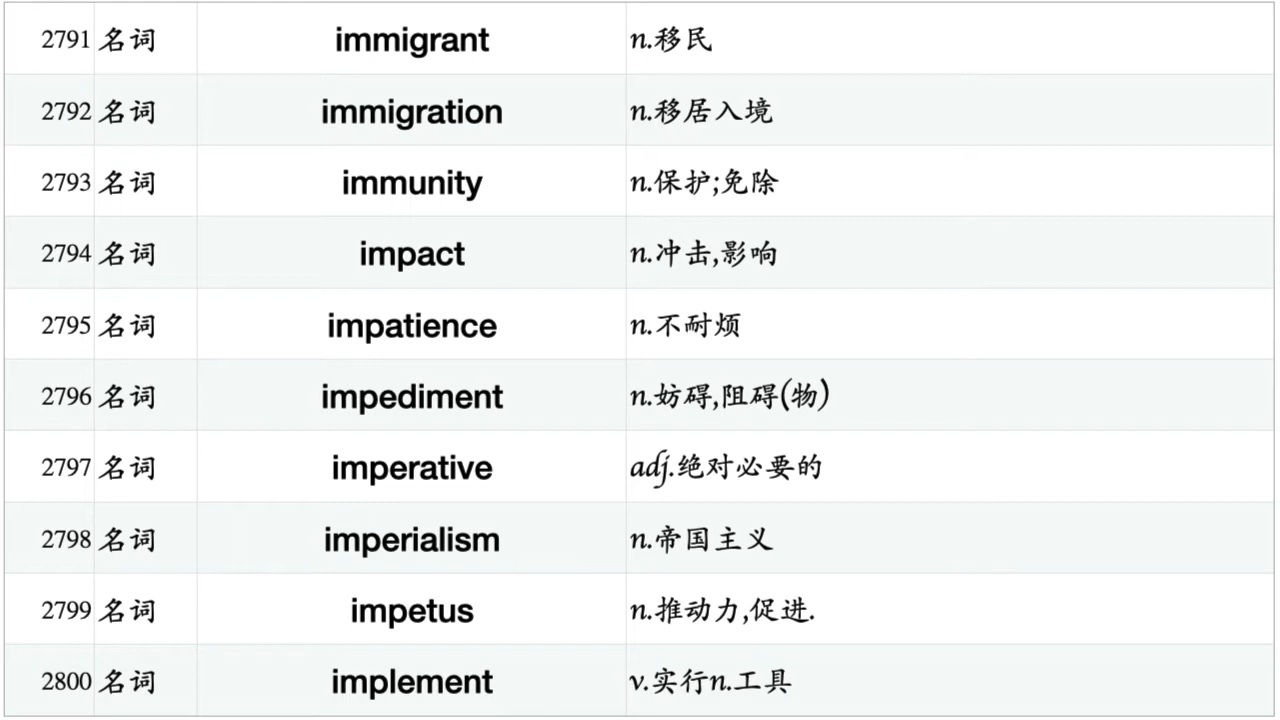 2791 名词 immigrant n.移民
2792 名词 immigration n.移居入境
2793 名词 immunity n.保护;免除
2794 名词 impact n.冲击,影响
2795 名词 impatience n.不耐烦
2796 名词 impediment n.妨碍,阻碍(物)
2797 名词 imperative adj.绝对必要的
2798 名词 imperialism n.帝国主义
2799 名词 impetus n.推动力,促进.
2800 名词 implement v.实行n.工具